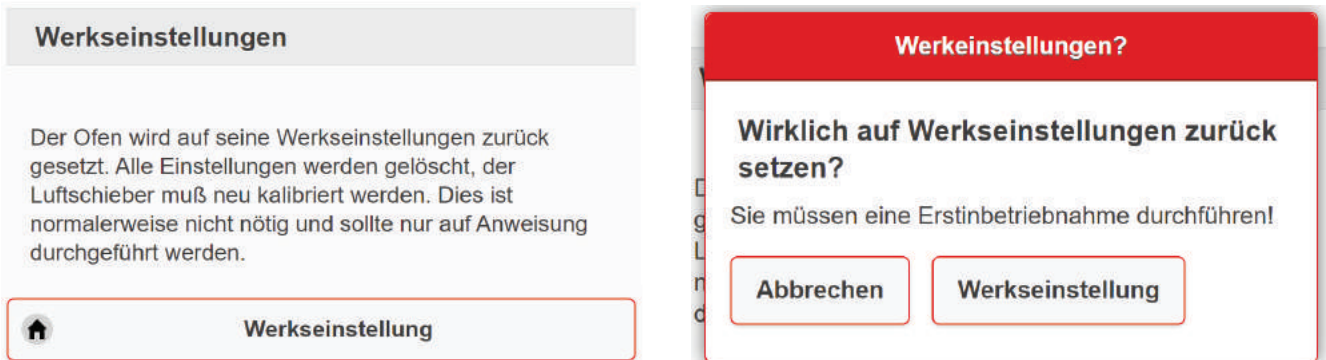 Werkseinstellungen
Der Ofen wird auf seine Werkseinstellungen zurück
gesetzt. Alle Einstellungen werden gelöscht, der
Luftschieber muß neu kalibriert werden. Dies ist
normalerweise nicht nötig und sollte nur auf Anweisung
durchgeführt werden.
Werkseinstellung
Werkeinstellungen?
Wirklich auf Werkseinstellungen zurück
setzen?
Sie müssen eine Erstinbetriebnahme durchführen!
Abbrechen Werkseinstellung